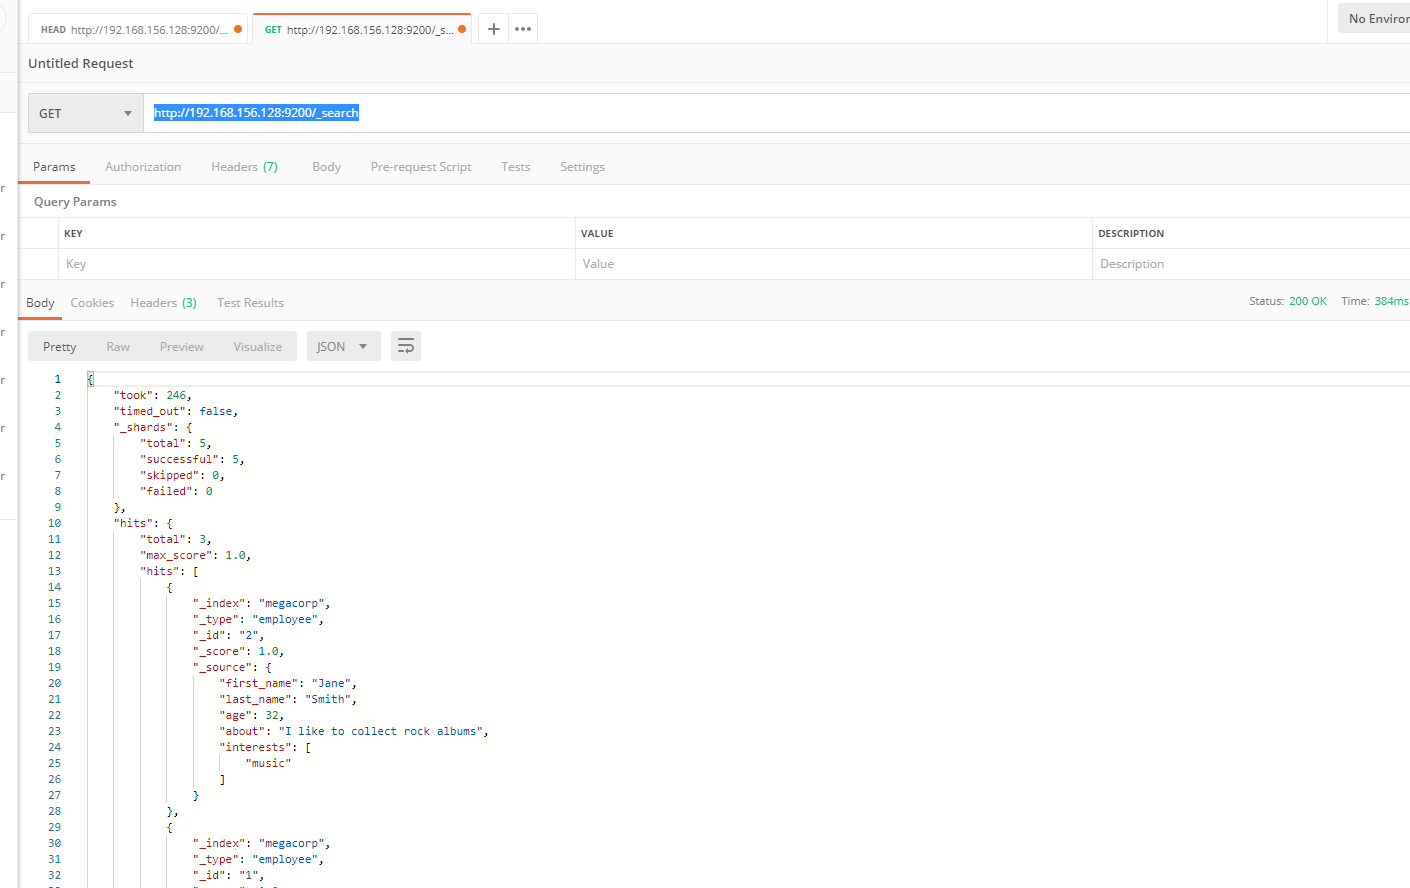 HEAD http://192.168.156.128:9200/...
GET http://192.168.156.128:9200/_s...
No Enviror
Untitled Request
GET http://192.168.156.128:9200/_search
Params Authorization Headers (7) Body Pre-request Script Tests Settings
Query Params
KEY VALUE DESCRIPTION
Key Value Description
Body Cookies Headers (3) Test Results Status: 200 OK Time: 384ms
Pretty Raw Preview Visualize JSON
1 {
2 "took": 246,
3 "timed_out": false,
4 "_shards": {
5 "total": 5,
6 "successful": 5,
7 "skipped": 0,
8 "failed": 0
9 },
10 "hits": {
11 "total": 3,
12 "max_score": 1.0,
13 "hits": [
14 {
15 "_index": "megacorp",
16 "_type": "employee",
17 "_id": "2",
18 "_score": 1.0,
19 "_source": {
20 "first_name": "Jane",
21 "last_name": "Smith",
22 "age": 32,
23 "about": "I like to collect rock albums",
24 "interests": [
25 "music"
26 ]
27 }
28 },
29 {
30 "_index": "megacorp",
31 "_type": "employee",
32 "_id": "1",